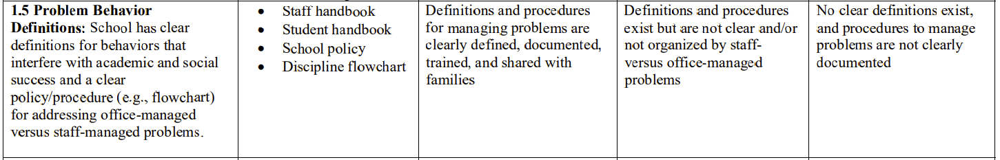 1.5 Problem Behavior
Definitions: School has clear
definitions for behaviors that
interfere with academic and social
success and a clear
policy/procedure (e.g., flowchart)
for addressing office-managed
versus staff-managed problems.
• Staff handbook
• Student handbook
• School policy
• Discipline flowchart
Definitions and procedures
for managing problems are
clearly defined, documented,
trained, and shared with
families
Definitions and procedures
exist but are not clear and/or
not organized by staff-
versus office-managed
problems
No clear definitions exist,
and procedures to manage
problems are not clearly
documented